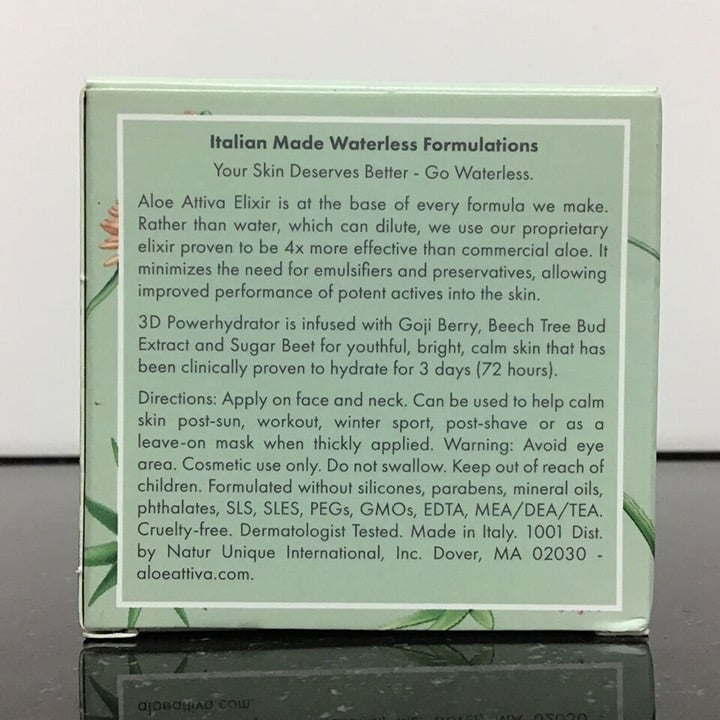 Italian Made Waterless Formulations
Your Skin Deserves Better - Go Waterless.
Aloe Attiva Elixir is at the base of every formula we make.
Rather than water, which can dilute, we use our proprietary
elixir proven to be 4x more effective than commercial aloe. It
minimizes the need for emulsifiers and preservatives, allowing
improved performance of potent actives into the skin.
3D Powerhydrator is infused with Goji Berry, Beech Tree Bud
Extract and Sugar Beet for youthful, bright, calm skin that has
been clinically proven to hydrate for 3 days (72 hours).
Directions: Apply on face and neck. Can be used to help calm
skin post-sun, workout, winter sport, post-shave or as a
leave-on mask when thickly applied. Warning: Avoid eye
area. Cosmetic use only. Do not swallow. Keep out of reach of
children. Formulated without silicones, parabens, mineral oils,
phthalates, SLS, SLES, PEGs, GMOs, EDTA, MEA/DEA/TEA.
Cruelty-free. Dermatologist Tested. Made in Italy. 1001 Dist.
by Natur Unique International, Inc. Dover, MA 02030 -
aloeattiva.com.